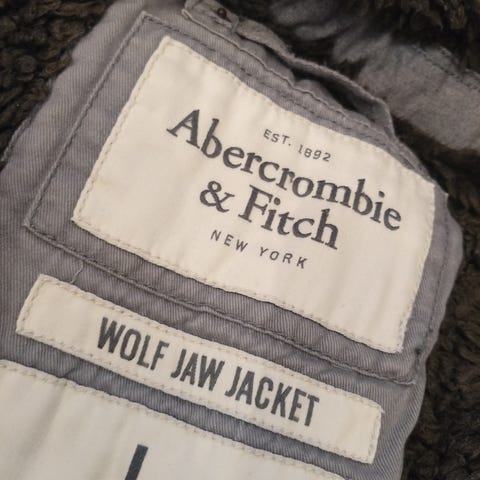 EST. 1892
Abercrombie
& Fitch
NEW YORK
WOLF JAW JACKET